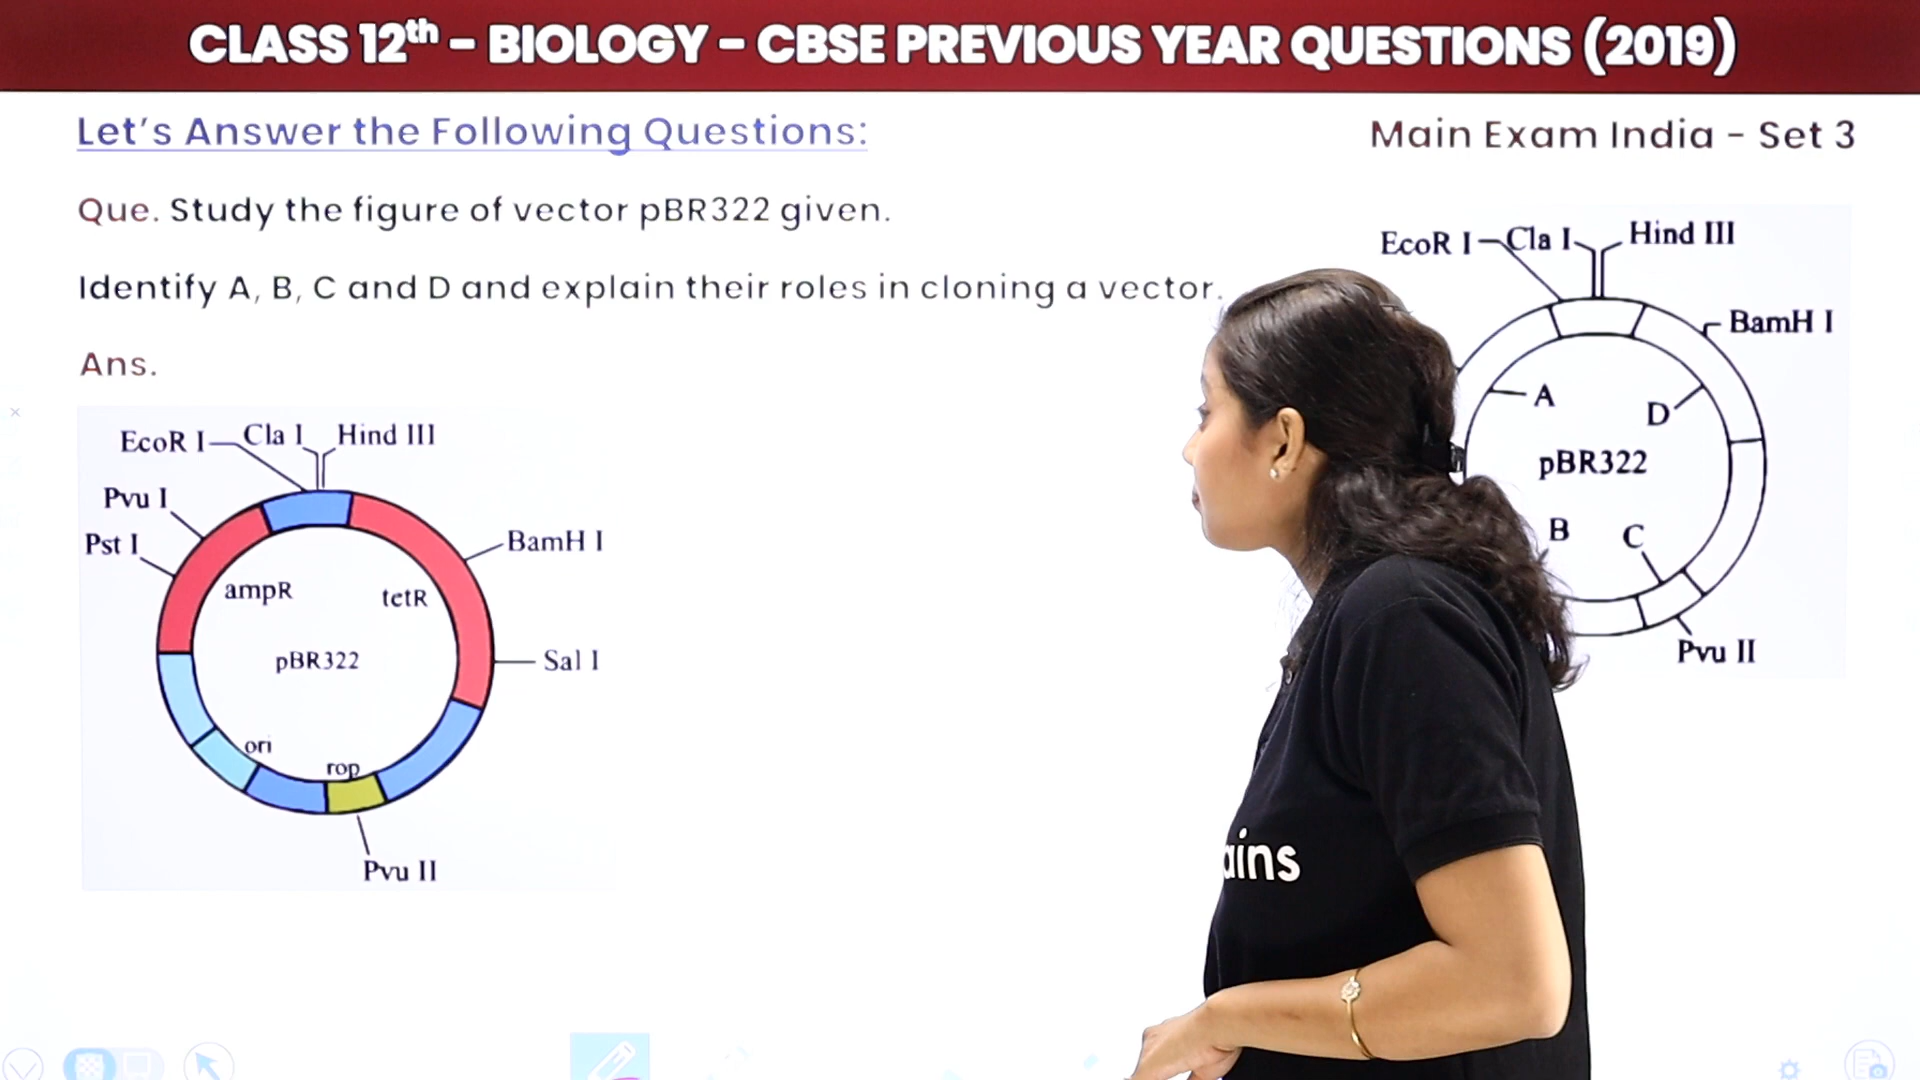 CLASS 12th – BIOLOGY – CBSE PREVIOUS YEAR QUESTIONS (2019)
Let's Answer the Following Questions:
Main Exam India - Set 3
Que. Study the figure of vector pBR322 given.
Identify A, B, C and D and explain their roles in cloning a vector.
Ans.
EcoR I
Cla I
Hind III
BamH I
A
D
pBR322
B
C
Pvu II
EcoR I
Cla I
Hind III
Pvu I
Pst I
BamH I
ampR
tetR
pBR322
Sal I
ori
rop
Pvu II
ains